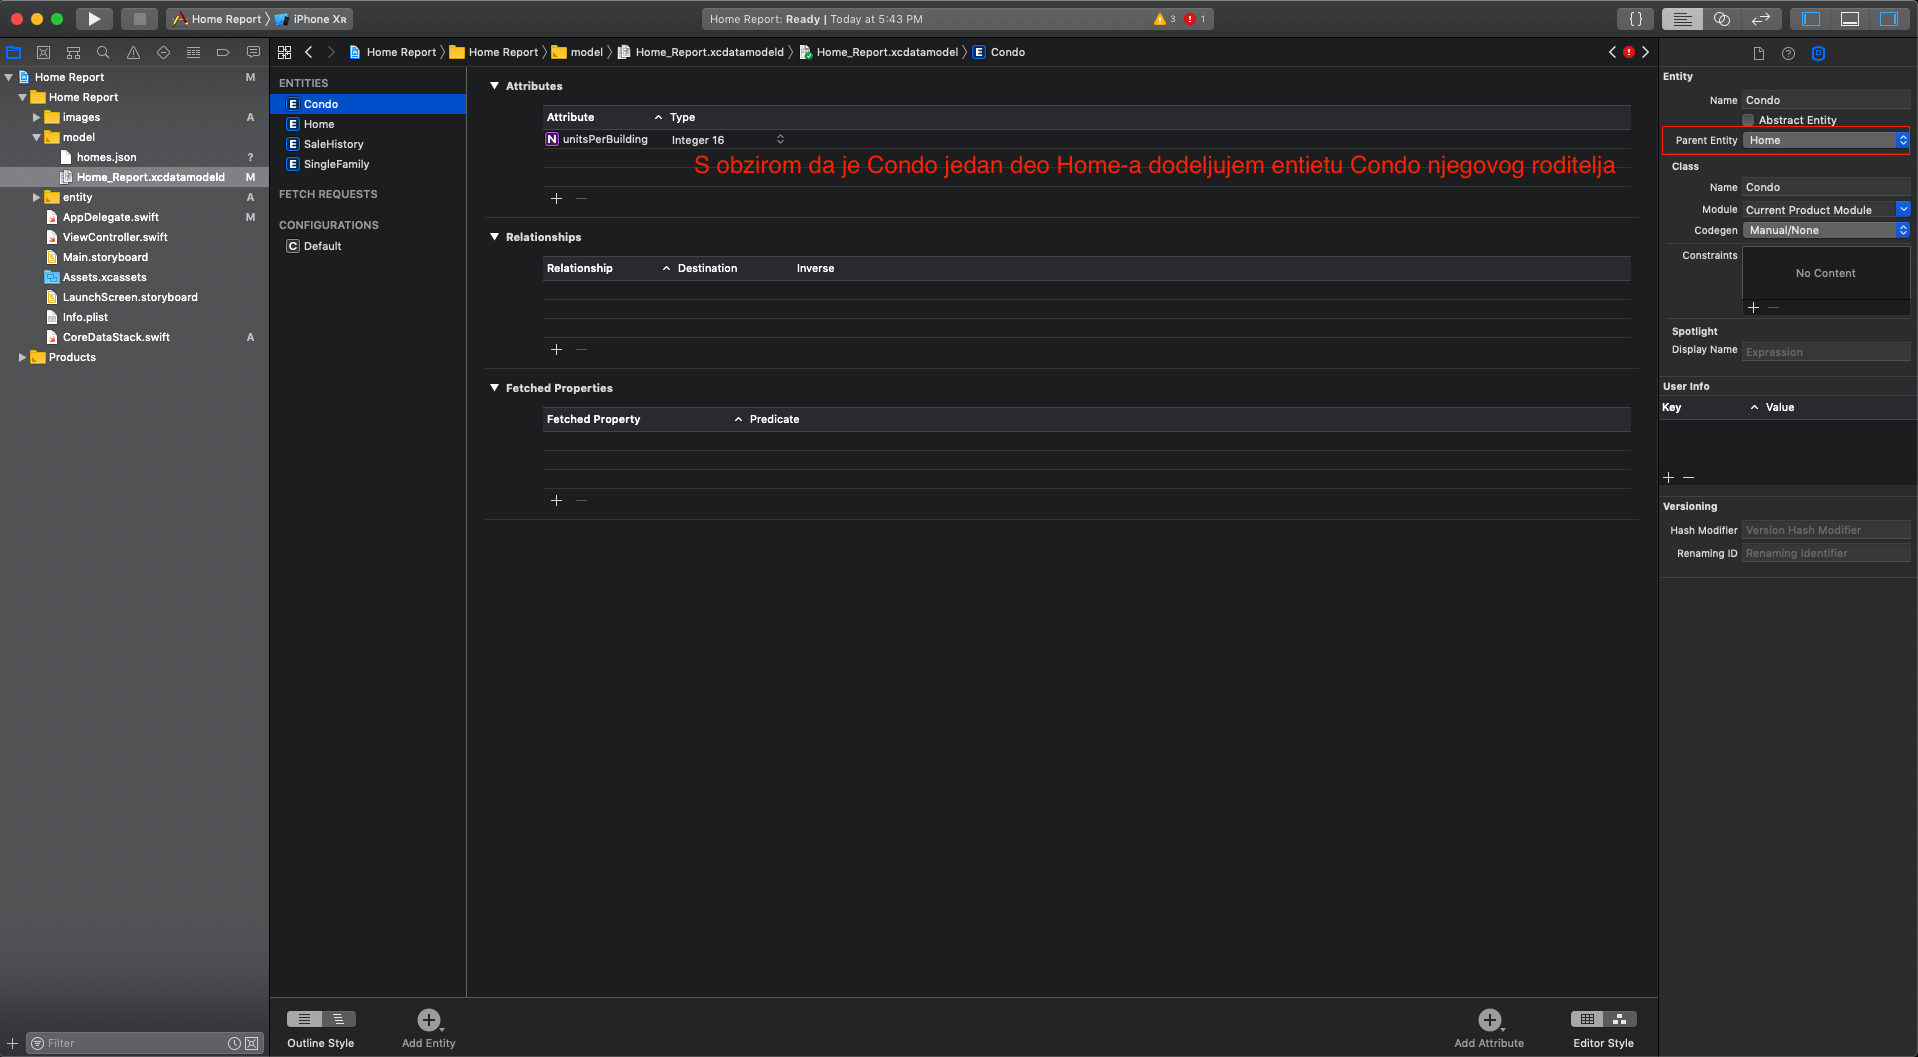 Home Report
iPhone Xʀ
Home Report: Ready | Today at 5:43 PM
3
1
{ }
Home Report
Home Report
model
Home_Report.xcdatamodeld
Home_Report.xcdatamodel
E Condo
Home Report M
Home Report
images A
model
homes.json ?
Home_Report.xcdatamodeld M
entity A
AppDelegate.swift M
ViewController.swift
Main.storyboard
Assets.xcassets
LaunchScreen.storyboard
Info.plist
CoreDataStack.swift A
Products
Filter
ENTITIES
E Condo
E Home
E SaleHistory
E SingleFamily
FETCH REQUESTS
CONFIGURATIONS
C Default
Attributes
Attribute Type
N unitsPerBuilding Integer 16
S obzirom da je Condo jedan deo Home-a dodeljujem entietu Condo njegovog roditelja
Relationships
Relationship Destination Inverse
Fetched Properties
Fetched Property Predicate
Outline Style
Add Entity
Add Attribute
Editor Style
Entity
Name Condo
Abstract Entity
Parent Entity Home
Class
Name Condo
Module Current Product Module
Codegen Manual/None
Constraints
No Content
Spotlight
Display Name Expression
User Info
Key Value
Versioning
Hash Modifier Version Hash Modifier
Renaming ID Renaming Identifier